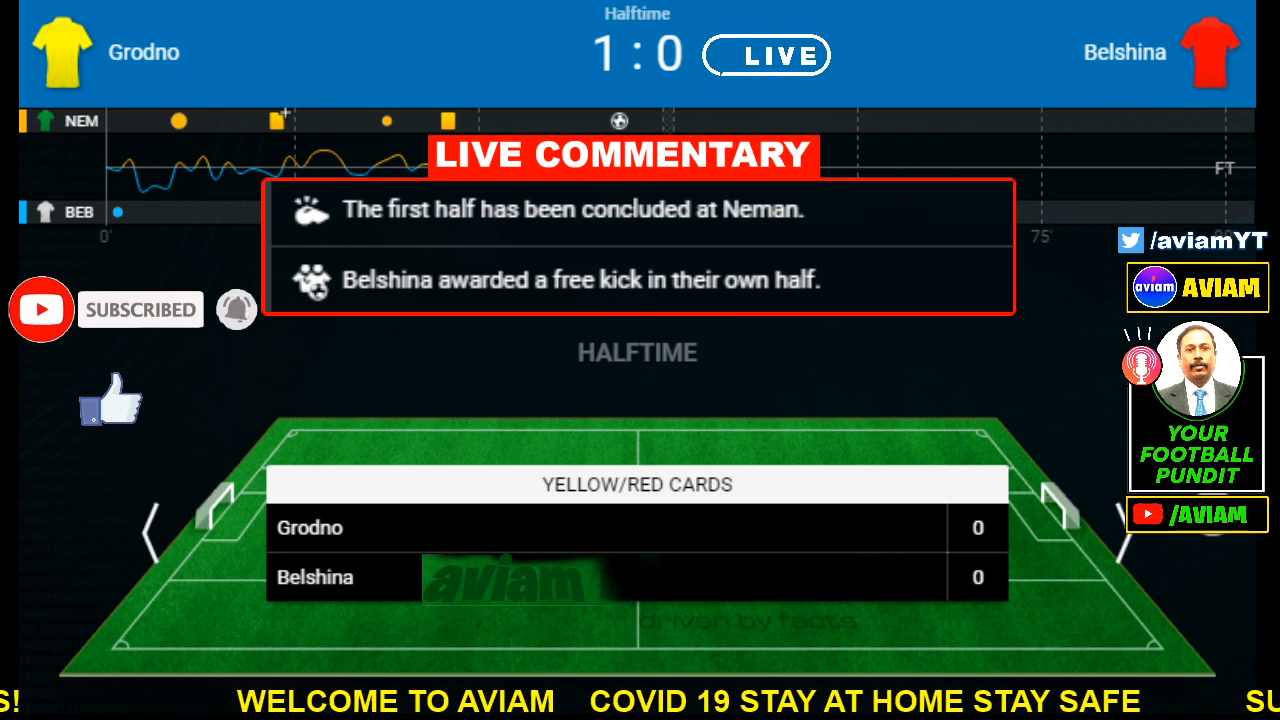 Halftime
Grodno
1 : 0
LIVE
Belshina
NEM
LIVE COMMENTARY
FT
BEB
The first half has been concluded at Neman.
0'
75'
Belshina awarded a free kick in their own half.
/aviamYT
aviam AVIAM
SUBSCRIBED
HALFTIME
YOUR
FOOTBALL
PUNDIT
YELLOW/RED CARDS
/AVIAM
Grodno 0
Belshina 0
aviam
driven by facts
S! WELCOME TO AVIAM COVID 19 STAY AT HOME STAY SAFE SU